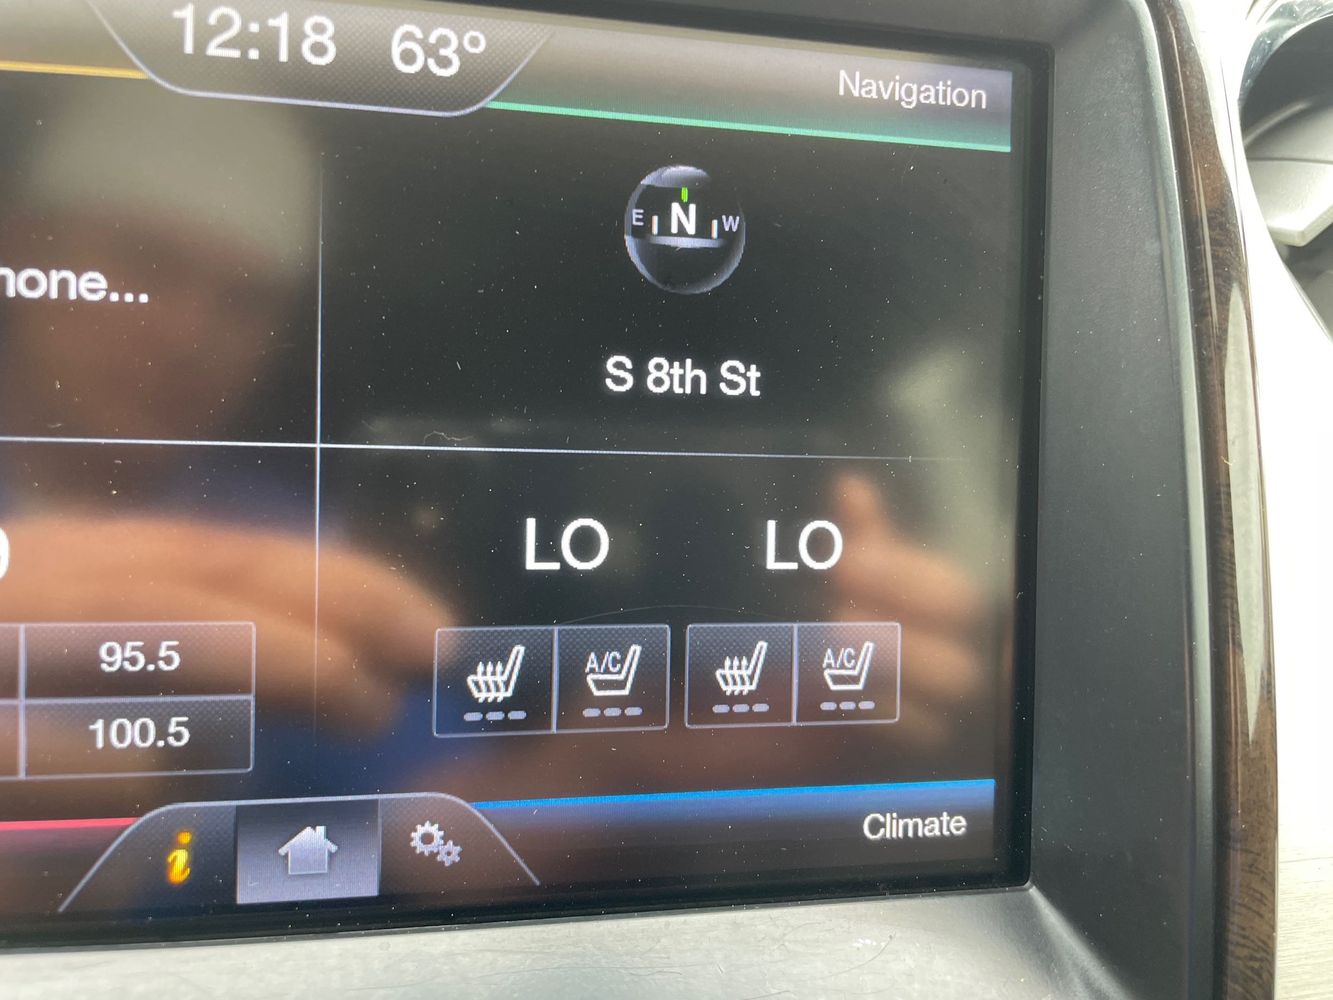 12:18 63°
Navigation
E N W
hone...
S 8th St
LO LO
95.5
A/C A/C
100.5
i
Climate